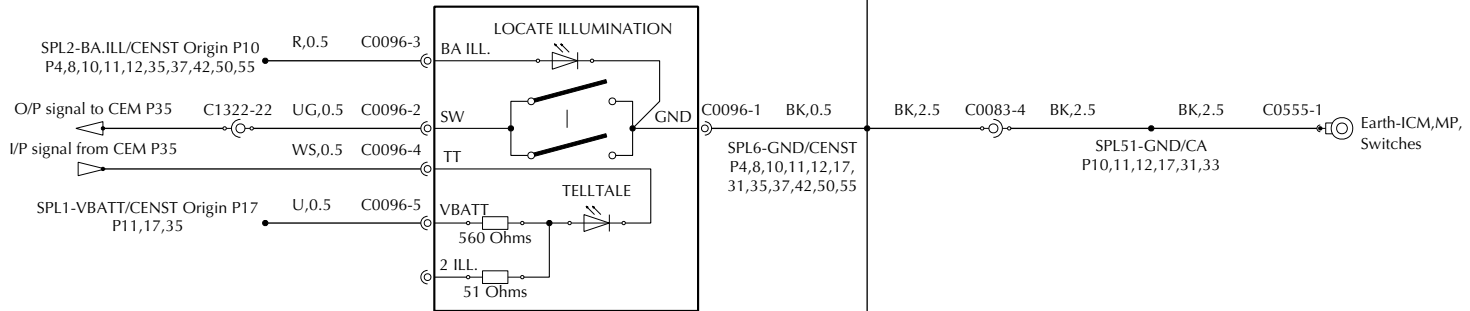 LOCATE ILLUMINATION
SPL2-BA.ILL/CENST Origin P10
P4,8,10,11,12,35,37,42,50,55
R,0.5
C0096-3
BA ILL.
O/P signal to CEM P35
C1322-22
UG,0.5
C0096-2
SW
GND
C0096-1
BK,0.5
BK,2.5
C0083-4
BK,2.5
BK,2.5
C0555-1
Earth-ICM,MP,
Switches
I/P signal from CEM P35
WS,0.5
C0096-4
TT
SPL6-GND/CENST
P4,8,10,11,12,17,
31,35,37,42,50,55
SPL51-GND/CA
P10,11,12,17,31,33
TELLTALE
SPL1-VBATT/CENST Origin P17
P11,17,35
U,0.5
C0096-5
VBATT
560 Ohms
2 ILL.
51 Ohms